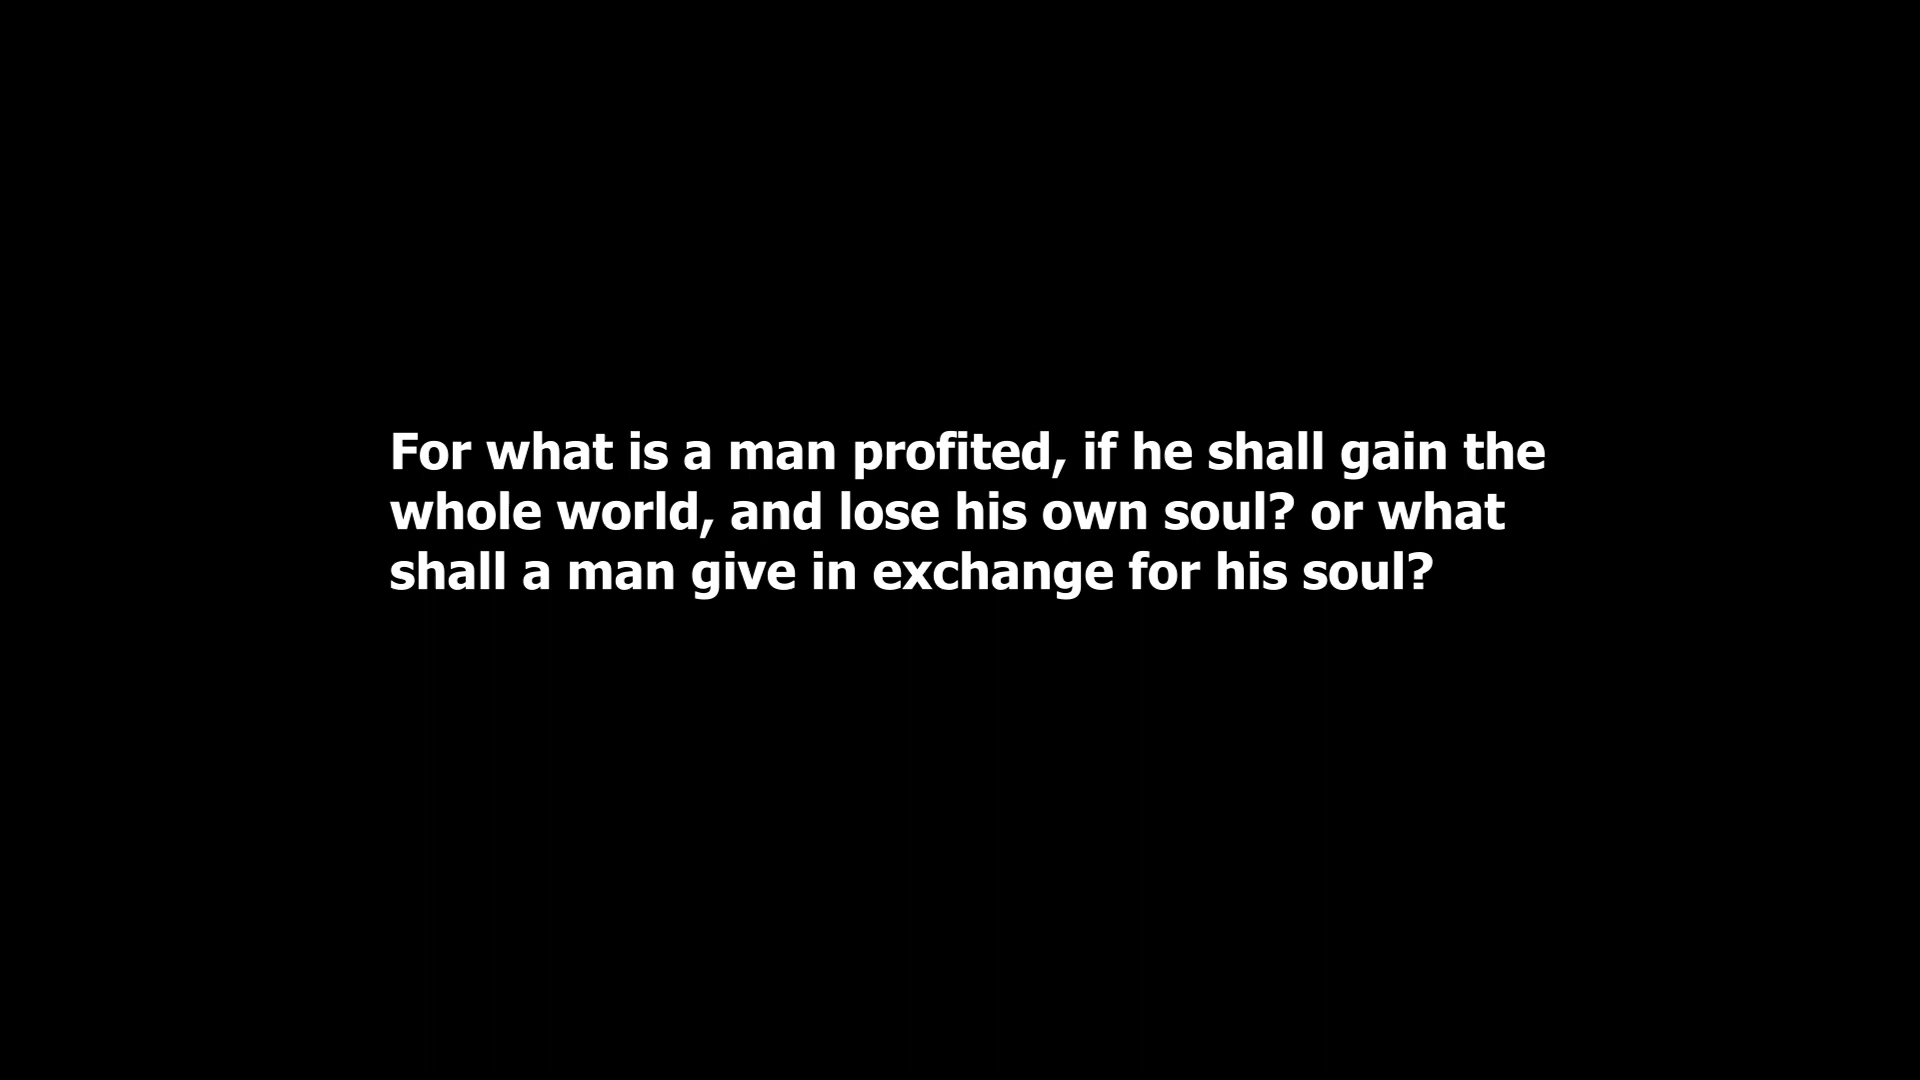 For what is a man profited, if he shall gain the
whole world, and lose his own soul? or what
shall a man give in exchange for his soul?